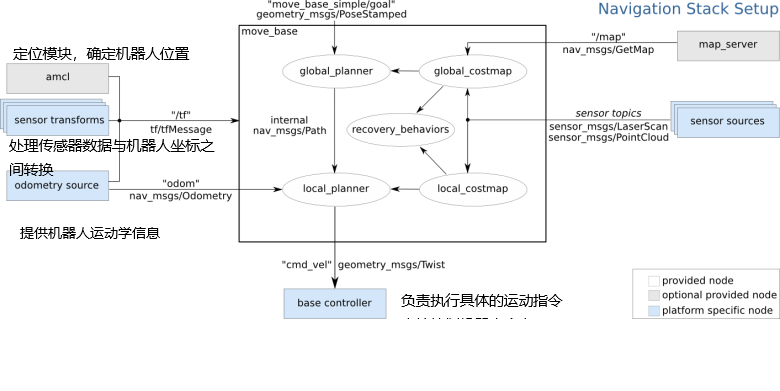 Navigation Stack Setup
"move_base_simple/goal"
geometry_msgs/PoseStamped
move_base
定位模块，确定机器人位置
amcl
global_planner
global_costmap
"/map"
nav_msgs/GetMap
map_server
sensor transforms
"/tf"
tf/tfMessage
internal
nav_msgs/Path
recovery_behaviors
sensor topics
sensor_msgs/LaserScan
sensor_msgs/PointCloud
sensor sources
处理传感器数据与机器人坐标之
间转换
odometry source
"odom"
nav_msgs/Odometry
local_planner
local_costmap
提供机器人运动学信息
"cmd_vel" geometry_msgs/Twist
base controller
负责执行具体的运动指令
provided node
optional provided node
platform specific node